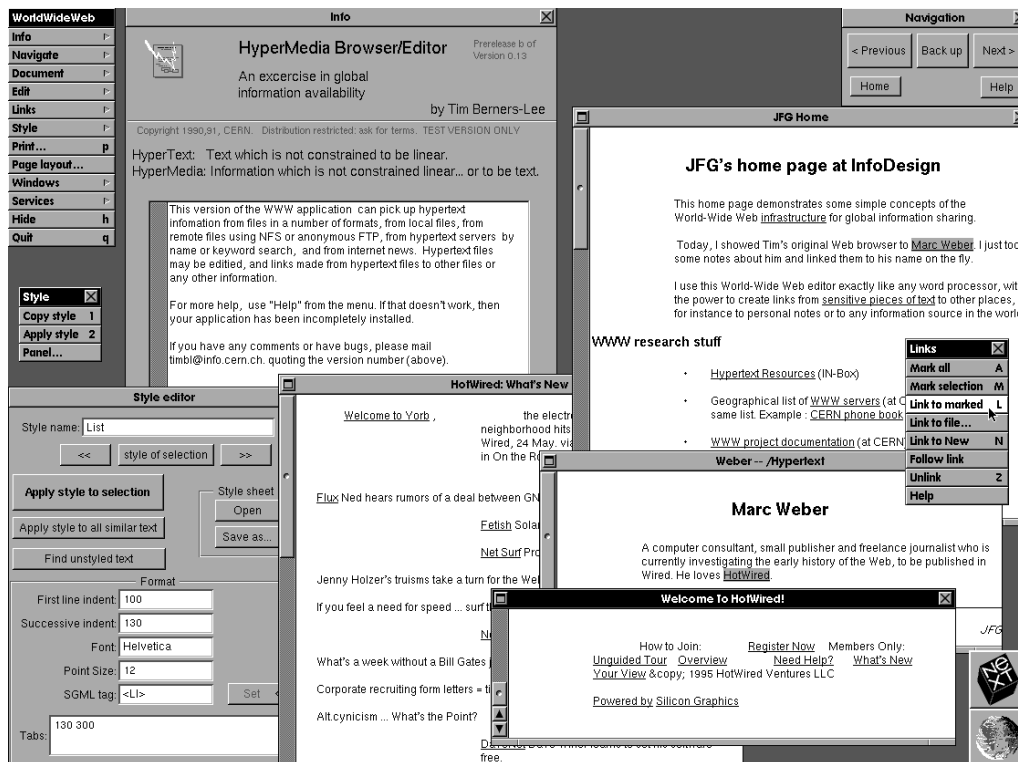 WorldWideWeb
Info
Navigate
Document
Edit
Links
Style
Print... p
Page layout...
Windows
Services
Hide h
Quit q
Style
Copy style 1
Apply style 2
Panel...
Info
HyperMedia Browser/Editor
Prerelease b of
Version 0.13
An excercise in global
information availability
by Tim Berners-Lee
Copyright 1990,91, CERN. Distribution restricted: ask for terms. TEST VERSION ONLY
HyperText: Text which is not constrained to be linear.
HyperMedia: Information which is not constrained linear... or to be text.
This version of the WWW application can pick up hypertext
infomation from files in a number of formats, from local files, from
remote files using NFS or anonymous FTP, from hypertext servers by
name or keyword search, and from internet news. Hypertext files
may be editied, and links made from hypertext files to other files or
any other information.
For more help, use "Help" from the menu. If that doesn't work, then
your application has been incompletely installed.
If you have any comments or have bugs, please mail
timbl@info.cern.ch. quoting the version number (above).
Navigation
< Previous Back up Next >
Home Help
JFG Home
JFG's home page at InfoDesign
This home page demonstrates some simple concepts of the
World-Wide Web infrastructure for global information sharing.
Today, I showed Tim's original Web browser to Marc Weber. I just too
some notes about him and linked them to his name on the fly.
I use this World-Wide Web editor exactly like any word processor, wit
the power to create links from sensitive pieces of text to other places,
for instance to personal notes or to any information source in the world
WWW research stuff
• Hypertext Resources (IN-Box)
• Geographical list of WWW servers (at C
same list. Example : CERN phone book
• WWW project documentation (at CERN
Links
Mark all A
Mark selection M
Link to marked L
Link to file...
Link to New N
Follow link
Unlink Z
Help
Style editor
Style name: List
<< style of selection >>
Apply style to selection
Style sheet
Open
Apply style to all similar text
Save as...
Find unstyled text
Format
First line indent: 100
Successive indent: 130
Font: Helvetica
Point Size: 12
SGML tag: <LI>
Set <
Tabs: 130 300
HotWired: What's New
Welcome to Yorb , the electro
neighborhood hits
Wired, 24 May. via
in On the Ro
Flux Ned hears rumors of a deal between GN
Fetish Sola
Net Surf Pro
Jenny Holzer's truisms take a turn for the Wel
If you feel a need for speed ... surf t
What's a week without a Bill Gates j
Corporate recruiting form letters = ti
Alt.cynicism ... What's the Point?
free.
Weber -- /Hypertext
Marc Weber
A computer consultant, small publisher and freelance journalist who is
currently investigating the early history of the Web, to be published in
Wired. He loves HotWired.
JFG
Welcome To HotWired!
How to Join: Register Now Members Only:
Unguided Tour Overview Need Help? What's New
Your View &copy; 1995 HotWired Ventures LLC
Powered by Silicon Graphics
NeXT